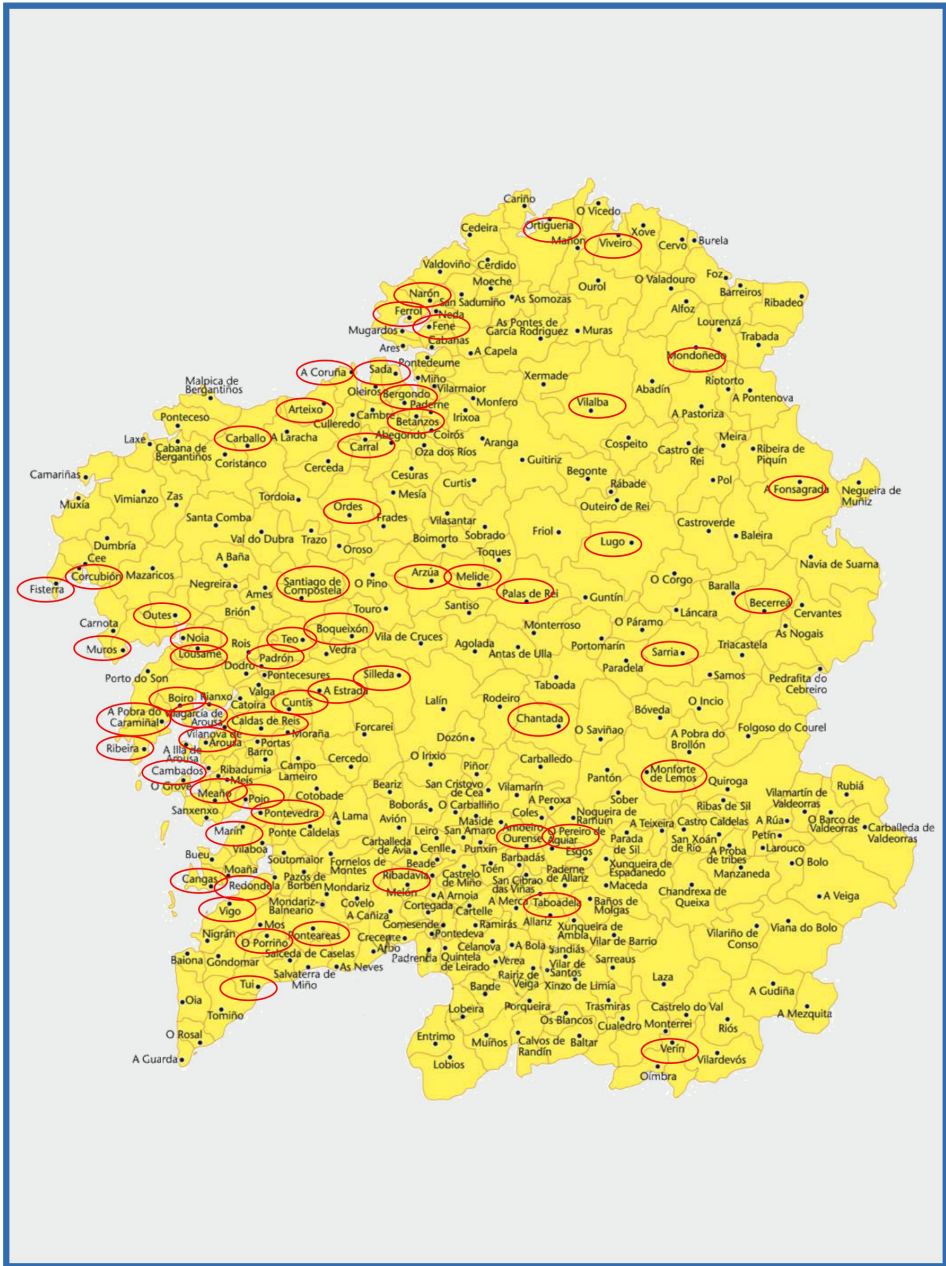 Cariño
O Vicedo
Ortigueira
Cedeira
Mañón
Viveiro
Xove
Cervo
Burela
Valdoviño
Cerdido
Moeche
Ourol
O Valadouro
Foz
Barreiros
Ribadeo
Narón
San Sadurniño
As Somozas
Alfoz
Ferrol
Neda
Fene
Mugardos
As Pontes de
García Rodríguez
Muras
Lourenzá
Trabada
Cabanas
Ares
A Capela
Mondoñedo
Pontedeume
A Coruña
Sada
Miño
Xermade
Abadín
Riotorto
A Pontenova
Malpica de
Bergantiños
Oleiros
Vilarmaior
Monfero
Bergondo
Paderne
Vilalba
A Pastoriza
Arteixo
Irixoa
Ponteceso
Culleredo
Cambre
Betanzos
Laxe
Cabana de
Bergantiños
Carballo
A Laracha
Carral
Abegondo
Coirós
Oza dos Ríos
Aranga
Cospeito
Castro de
Rei
Meira
Ribeira de
Piquín
Coristanco
Cerceda
Guitiriz
Camariñas
Cesuras
Curtis
Begonte
Rábade
Pol
A Fonsagrada
Negueira de
Muñiz
Muxía
Vimianzo
Zas
Tordoia
Mesía
Outeiro de Rei
Santa Comba
Ordes
Frades
Vilasantar
Castroverde
Baleira
Dumbría
Val do Dubra
Trazo
Boimorto
Sobrado
Friol
Lugo
Oroso
Toques
Cee
Corcubión
Mazaricos
A Baña
Navia de Suarna
Fisterra
Negreira
Ames
Santiago de
Compostela
O Pino
Arzúa
Melide
Palas de Rei
Guntín
O Corgo
Baralla
Becerreá
Cervantes
Outes
Brión
Touro
Santiso
Láncara
As Nogais
Carnota
Noia
Rois
Teo
Boqueixón
Monterroso
O Páramo
Muros
Lousame
Vedra
Vila de Cruces
Agolada
Antas de Ulla
Portomarín
Sarria
Triacastela
Padrón
Dodro
Pontecesures
Paradela
Samos
Pedrafita do
Cebreiro
Porto do Son
Silleda
Taboada
Boiro
Rianxo
Valga
Catoira
A Estrada
Cuntis
Lalín
Rodeiro
O Incio
A Pobra do
Caramiñal
Vilagarcía de
Arousa
Caldas de Reis
Chantada
Bóveda
Moraña
Forcarei
O Saviñao
Folgoso do Courel
Ribeira
Vilanova de
Arousa
Portas
Dozón
A Pobra do
Brollón
A Illa de
Arousa
Barro
Cambados
Ribadumia
Campo
Lameiro
Cercedo
O Irixio
Carballedo
Monforte
de Lemos
O Grove
Meis
Piñor
Pantón
Quiroga
Meaño
Poio
Cotobade
Beariz
San Cristovo
de Cea
Vilamarín
Sober
Rubiá
Sanxenxo
Pontevedra
A Lama
Boborás
O Carballiño
A Peroxa
Ribas de Sil
Vilamartín de
Valdeorras
Avión
Maside
Coles
Nogueira de
Ramuín
A Teixeira
Castro Caldelas
A Rúa
O Barco de
Valdeorras
Carballeda de
Valdeorras
Marín
Ponte Caldelas
Leiro
San Amaro
Amoeiro
Ourense
O Pereiro de
Aguiar
Parada
de Sil
San Xoán
de Río
Petín
Vilaboa
Carballeda
de Avia
Cenlle
Punxín
A Proba
de tribes
Larouco
Bueu
Soutomaior
Fornelos de
Montes
Beade
Barbadás
Esgos
Xunqueira de
Espadanedo
Manzaneda
O Bolo
Moaña
Cangas
Redondela
Pazos de
Borbén
Mondariz
Ribadavia
Melón
Castrelo
de Miño
Toén
San Cibrao
das Viñas
Paderne
de Allariz
Maceda
Chandrexa de
Queixa
A Veiga
Mondariz-
Balneario
Covelo
A Arnoia
Cortegada
A Merca
Taboadela
Baños de
Molgas
Vigo
A Cañiza
Cartelle
Allariz
Viana do Bolo
Mos
Ponteareas
Gomesende
Ramirás
Xunqueira de
Ambía
Vilariño de
Conso
Nigrán
O Porriño
Crecente
Pontedeva
Celanova
A Bola
Vilar de Barrio
Baiona
Gondomar
Salceda de Caselas
Arbo
Padrenda
Quintela
de Leirado
Verea
Sandiás
Sarreaus
Tui
Salvaterra de
Miño
As Neves
Rairiz de
Veiga
Vilar de
Santos
Xinzo de Limia
Laza
A Gudiña
Oia
Tomiño
Bande
Lobeira
Porqueira
Trasmiras
Castrelo do Val
A Mezquita
Os Blancos
Cualedro
Monterrei
Riós
O Rosal
Entrimo
Muíños
Calvos de
Randín
Baltar
Verín
Vilardevós
A Guarda
Lobios
Oímbra